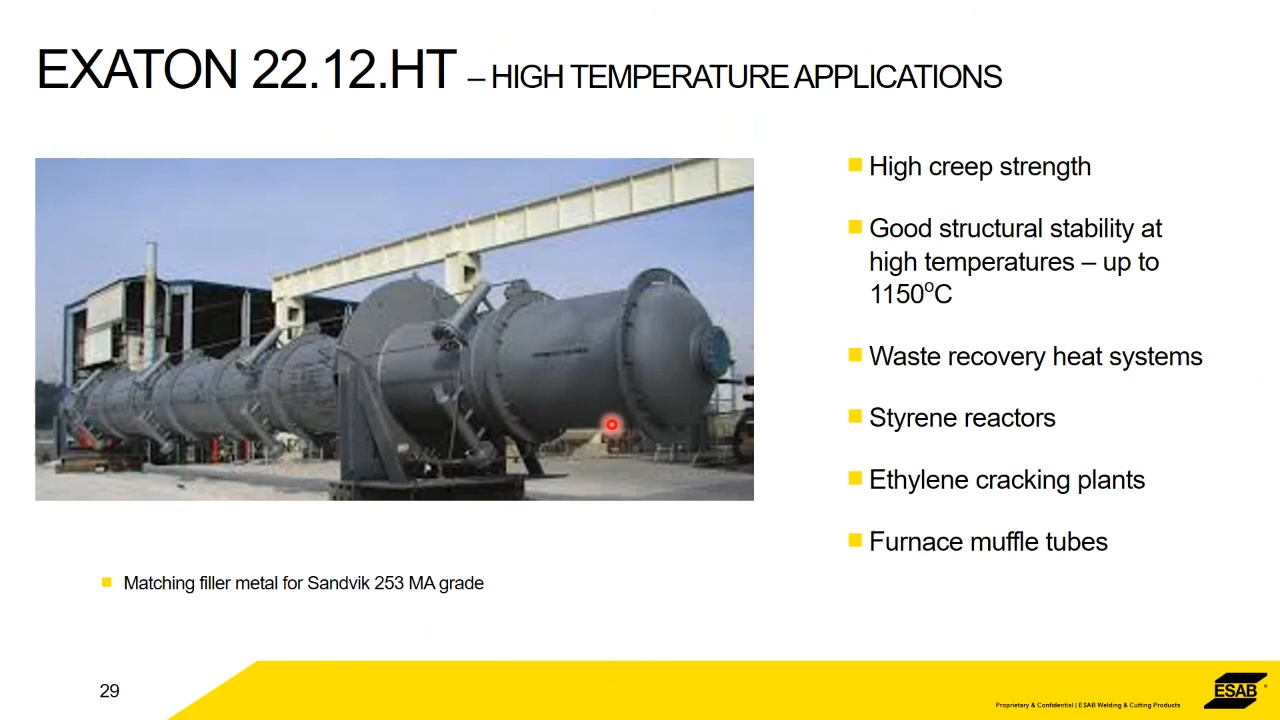 EXATON 22.12.HT – HIGH TEMPERATURE APPLICATIONS
High creep strength
Good structural stability at
high temperatures – up to
1150°C
Waste recovery heat systems
Styrene reactors
Ethylene cracking plants
Furnace muffle tubes
Matching filler metal for Sandvik 253 MA grade
29
Proprietary & Confidential | ESAB Welding & Cutting Products
ESAB